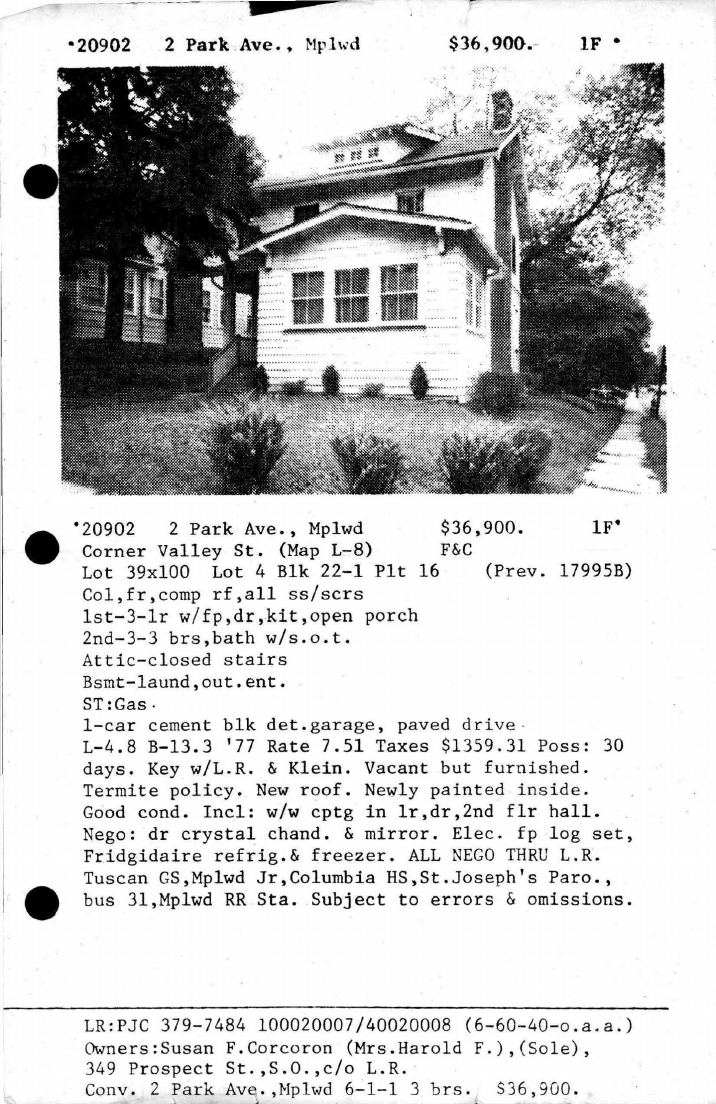 •20902 2 Park Ave., Mplwd $36,900. 1F •
•20902 2 Park Ave., Mplwd $36,900. 1F•
Corner Valley St. (Map L-8) F&C
Lot 39x100 Lot 4 Blk 22-1 Plt 16 (Prev. 17995B)
Col,fr,comp rf,all ss/scrs
1st-3-lr w/fp,dr,kit,open porch
2nd-3-3 brs,bath w/s.o.t.
Attic-closed stairs
Bsmt-laund,out.ent.
ST:Gas.
1-car cement blk det.garage, paved drive.
L-4.8 B-13.3 '77 Rate 7.51 Taxes $1359.31 Poss: 30
days. Key w/L.R. & Klein. Vacant but furnished.
Termite policy. New roof. Newly painted inside.
Good cond. Incl: w/w cptg in lr,dr,2nd flr hall.
Nego: dr crystal chand. & mirror. Elec. fp log set,
Fridgidaire refrig.& freezer. ALL NEGO THRU L.R.
Tuscan GS,Mplwd Jr,Columbia HS,St.Joseph's Paro.,
bus 31,Mplwd RR Sta. Subject to errors & omissions.
LR:PJC 379-7484 100020007/40020008 (6-60-40-o.a.a.)
Owners:Susan F.Corcoron (Mrs.Harold F.),(Sole),
349 Prospect St.,S.O.,c/o L.R.
Conv. 2 Park Ave.,Mplwd 6-1-1 3 brs. $36,900.